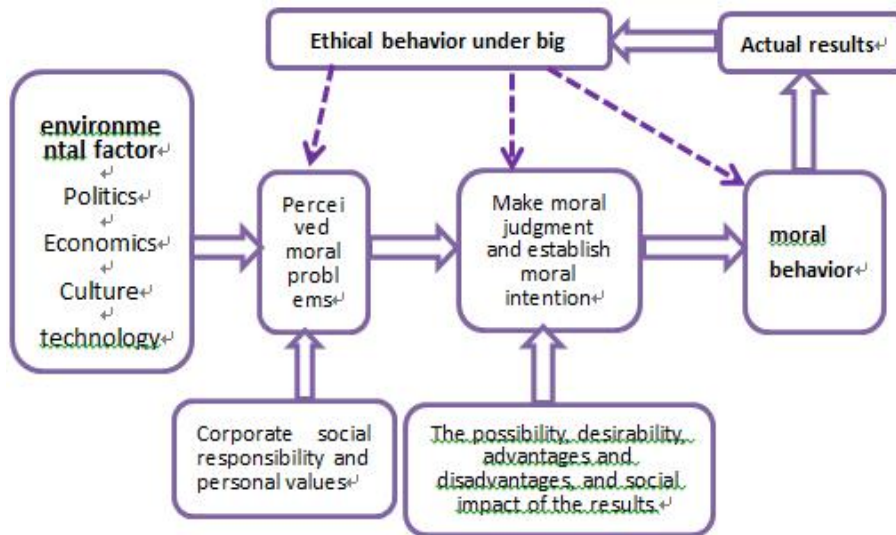 Ethical behavior under big
Actual results
environme
ntal factor
Politics
Economics
Culture
technology
Percei
ved
moral
probl
ems
Make moral
judgment
and establish
moral
intention
moral
behavior
Corporate social
responsibility and
personal values
The possibility, desirability,
advantages and
disadvantages, and social
impact of the results.